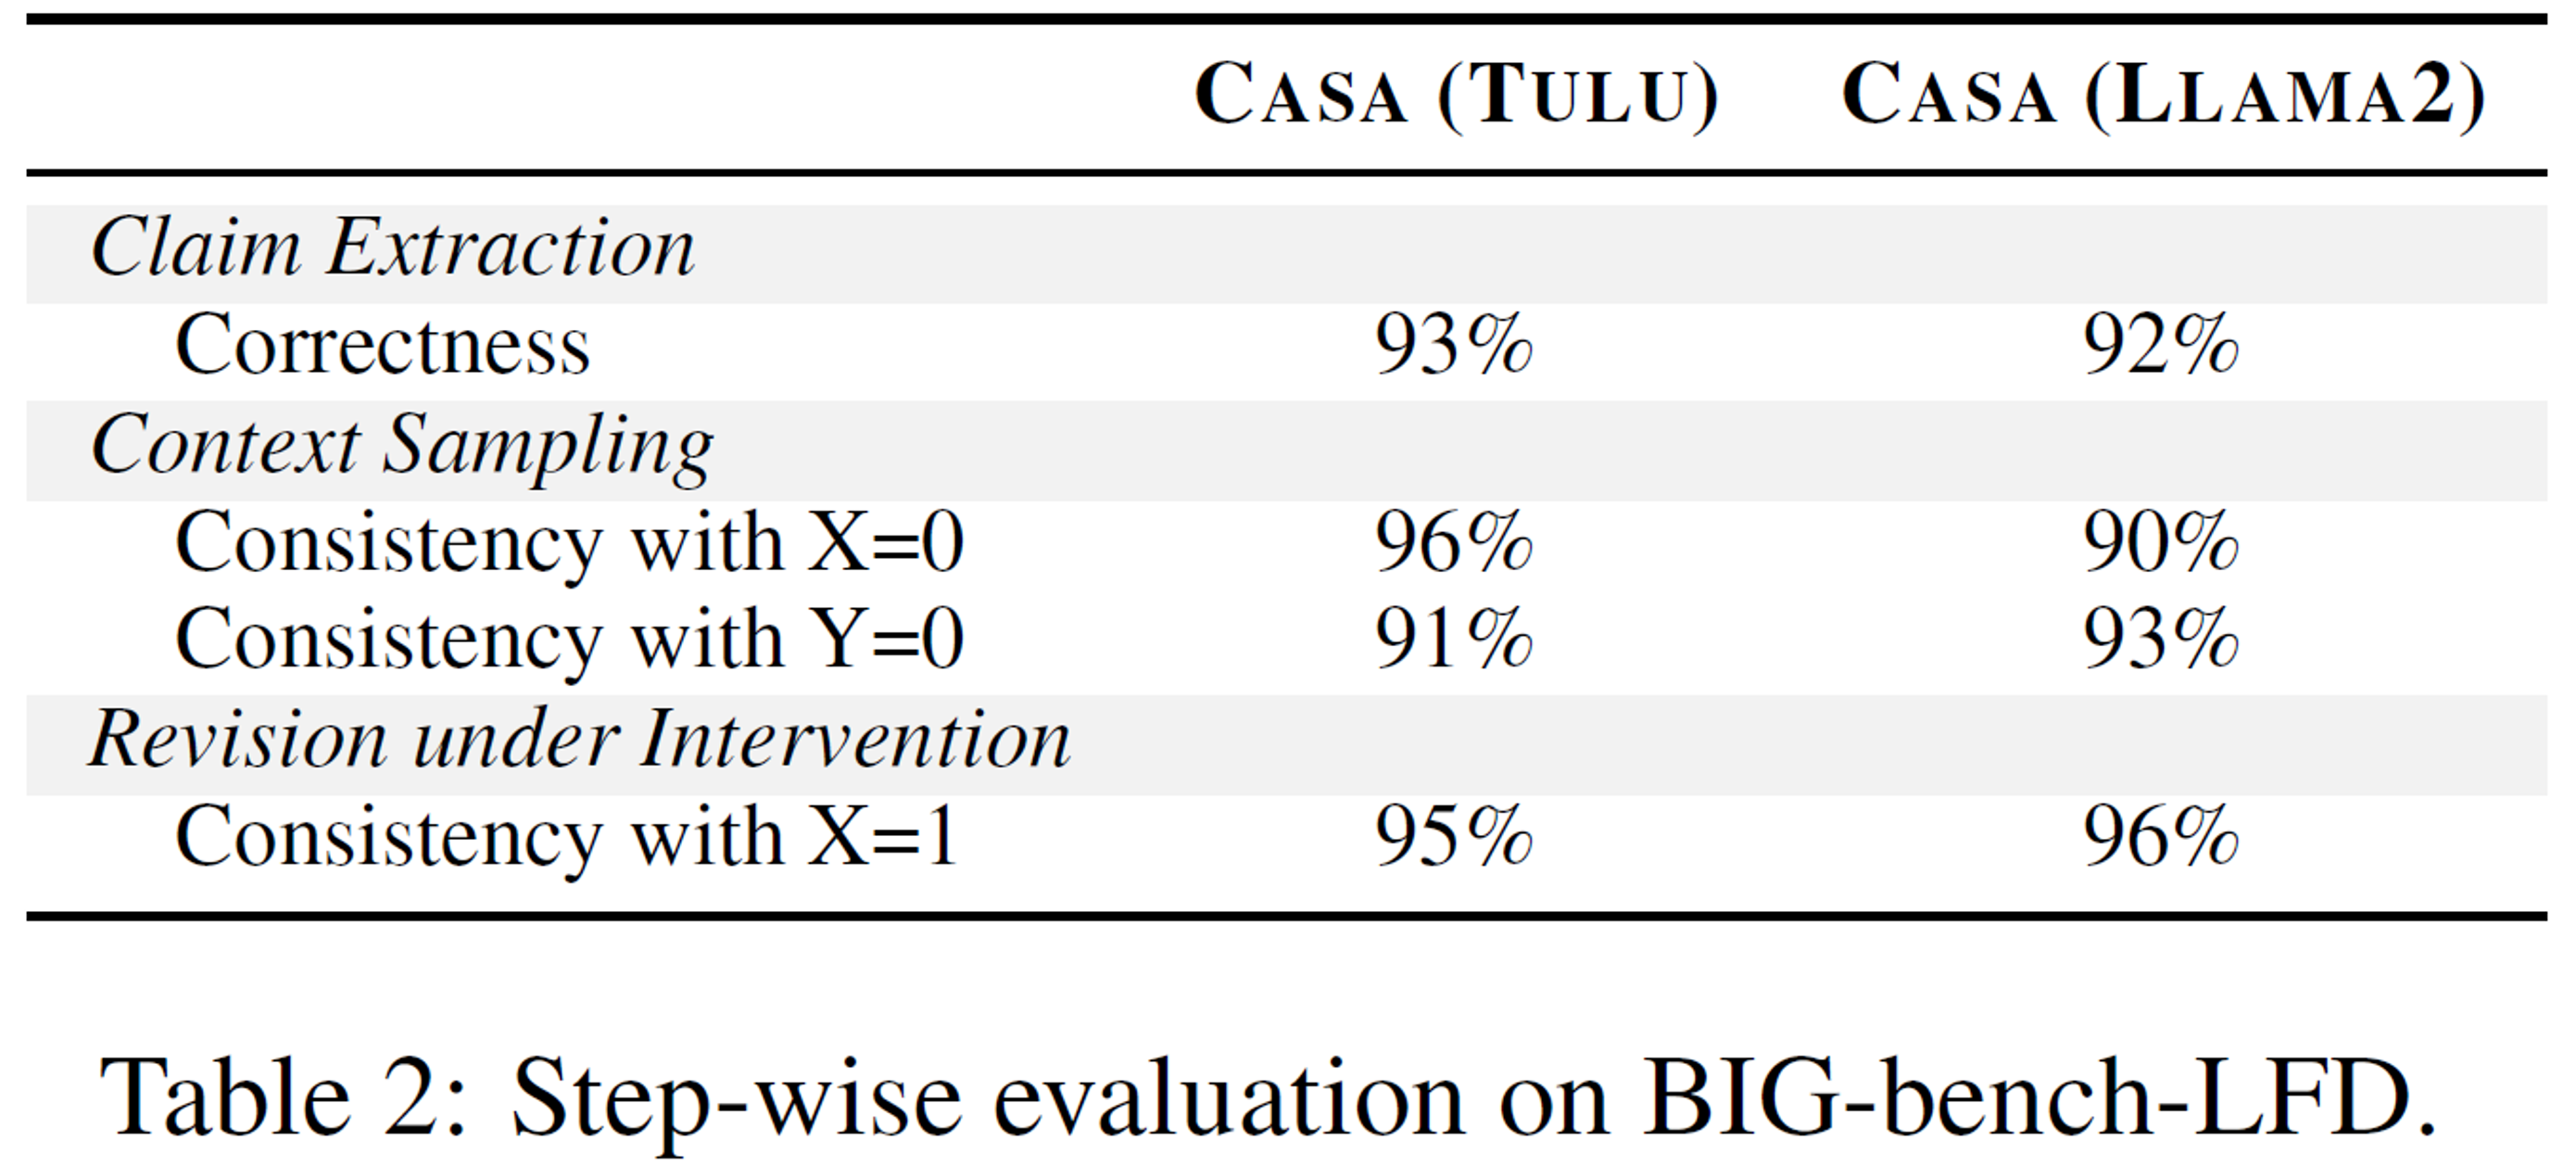 CASA (TULU) CASA (LLAMA2)
Claim Extraction
Correctness 93% 92%
Context Sampling
Consistency with X=0 96% 90%
Consistency with Y=0 91% 93%
Revision under Intervention
Consistency with X=1 95% 96%
Table 2: Step-wise evaluation on BIG-bench-LFD.